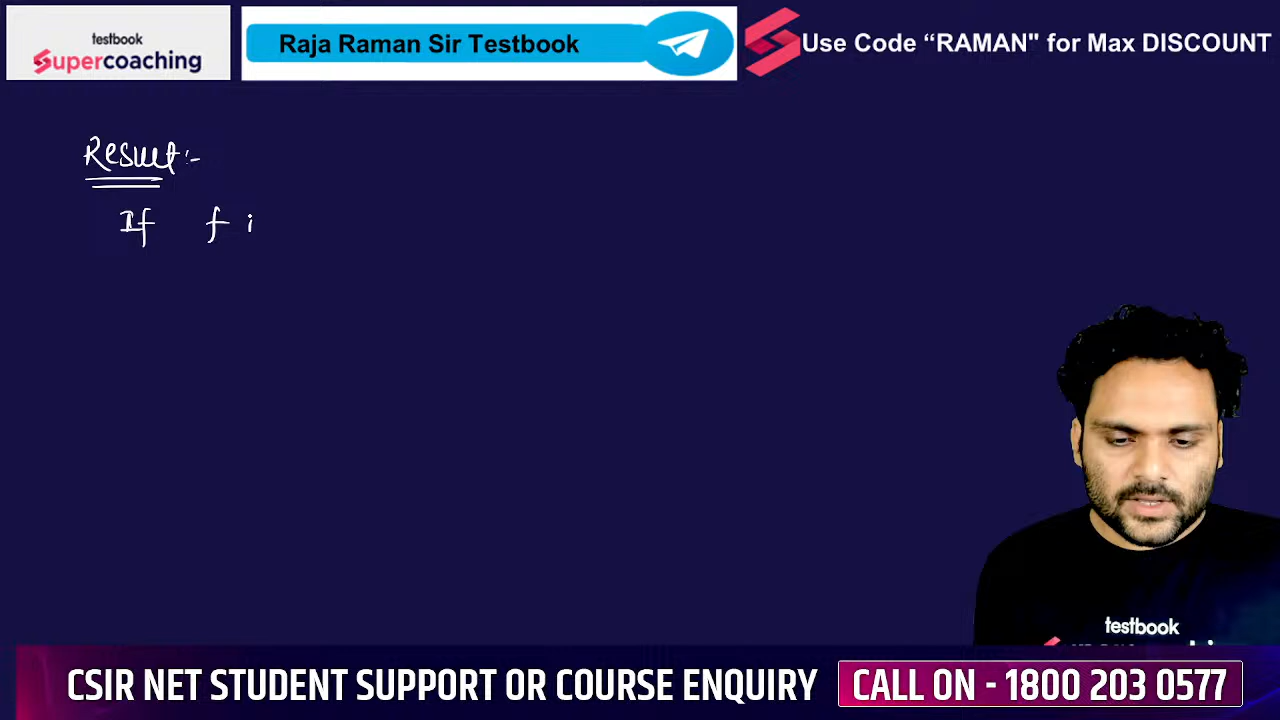 testbook
Supercoaching
Raja Raman Sir Testbook
Use Code “RAMAN" for Max DISCOUNT
Result:-
If f i
testbook
CSIR NET STUDENT SUPPORT OR COURSE ENQUIRY
CALL ON - 1800 203 0577